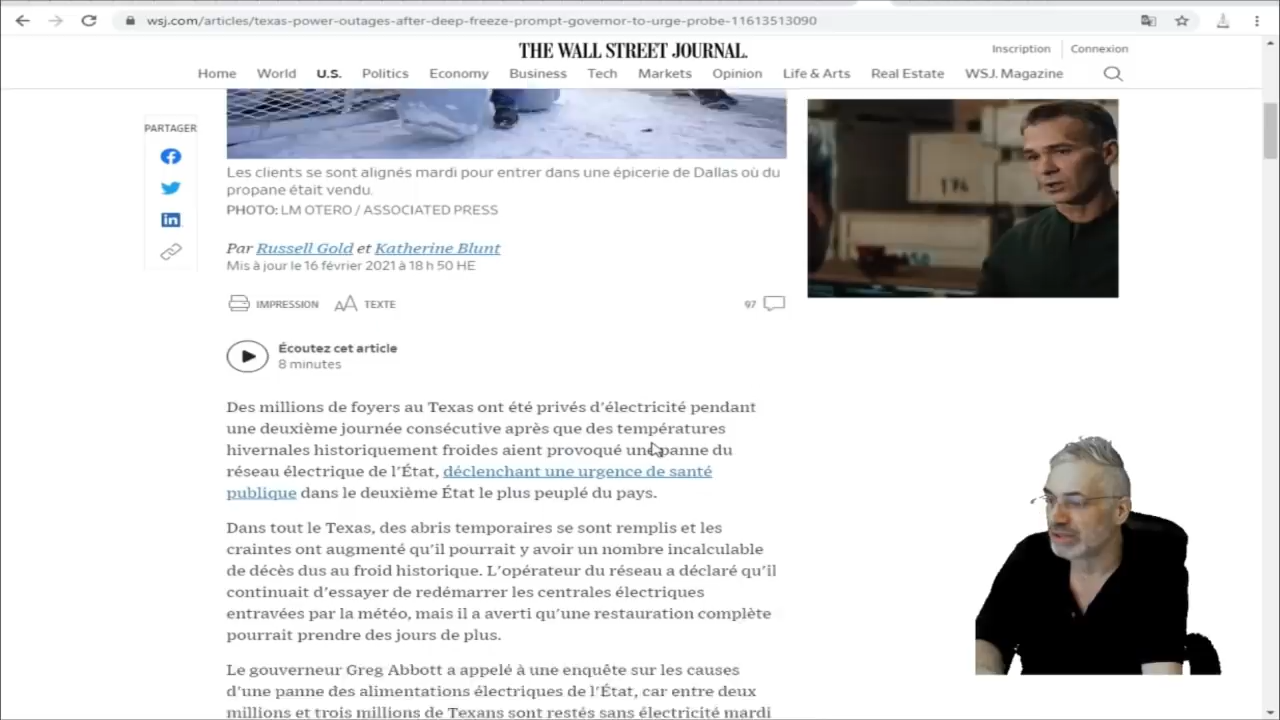 wsj.com/articles/texas-power-outages-after-deep-freeze-prompt-governor-to-urge-probe-11613513090
THE WALL STREET JOURNAL.
Inscription Connexion
Home World U.S. Politics Economy Business Tech Markets Opinion Life & Arts Real Estate WSJ. Magazine
PARTAGER
174
Les clients se sont alignés mardi pour entrer dans une épicerie de Dallas où du
propane était vendu.
PHOTO: LM OTERO / ASSOCIATED PRESS
Par Russell Gold et Katherine Blunt
Mis à jour le 16 février 2021 à 18 h 50 HE
IMPRESSION TEXTE 97
Écoutez cet article
8 minutes
Des millions de foyers au Texas ont été privés d'électricité pendant
une deuxième journée consécutive après que des températures
hivernales historiquement froides aient provoqué une panne du
réseau électrique de l'État, déclenchant une urgence de santé
publique dans le deuxième État le plus peuplé du pays.
Dans tout le Texas, des abris temporaires se sont remplis et les
craintes ont augmenté qu'il pourrait y avoir un nombre incalculable
de décès dus au froid historique. L'opérateur du réseau a déclaré qu'il
continuait d'essayer de redémarrer les centrales électriques
entravées par la météo, mais il a averti qu'une restauration complète
pourrait prendre des jours de plus.
Le gouverneur Greg Abbott a appelé à une enquête sur les causes
d'une panne des alimentations électriques de l'État, car entre deux
millions et trois millions de Texans sont restés sans électricité mardi